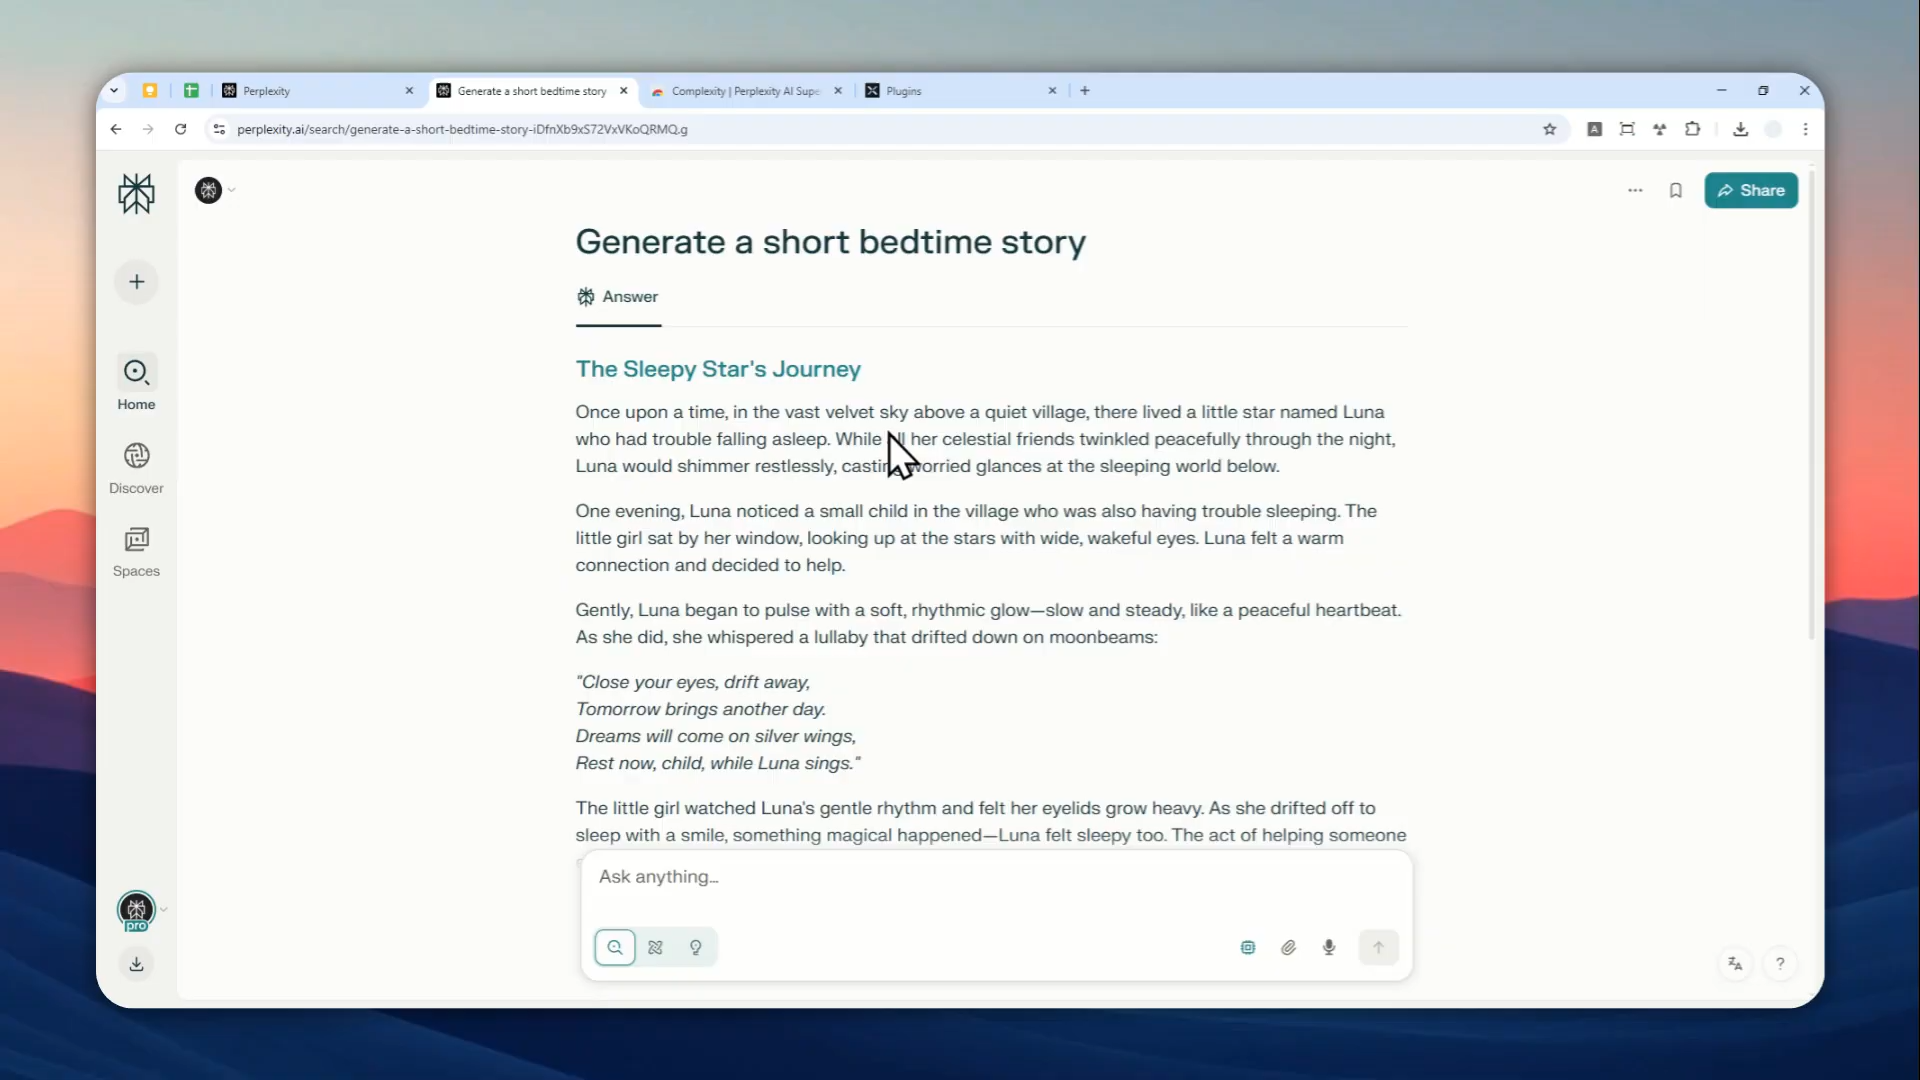 Perplexity
Generate a short bedtime story
Complexity | Perplexity AI Supe
Plugins
perplexity.ai/search/generate-a-short-bedtime-story-iDfnXb9xS72VxVKoQRMQ.g
Share
Generate a short bedtime story
Answer
The Sleepy Star's Journey
Once upon a time, in the vast velvet sky above a quiet village, there lived a little star named Luna
who had trouble falling asleep. While all her celestial friends twinkled peacefully through the night,
Luna would shimmer restlessly, casting worried glances at the sleeping world below.
One evening, Luna noticed a small child in the village who was also having trouble sleeping. The
little girl sat by her window, looking up at the stars with wide, wakeful eyes. Luna felt a warm
connection and decided to help.
Gently, Luna began to pulse with a soft, rhythmic glow—slow and steady, like a peaceful heartbeat.
As she did, she whispered a lullaby that drifted down on moonbeams:
"Close your eyes, drift away,
Tomorrow brings another day.
Dreams will come on silver wings,
Rest now, child, while Luna sings."
The little girl watched Luna's gentle rhythm and felt her eyelids grow heavy. As she drifted off to
sleep with a smile, something magical happened—Luna felt sleepy too. The act of helping someone
Ask anything...
Home
Discover
Spaces
pro